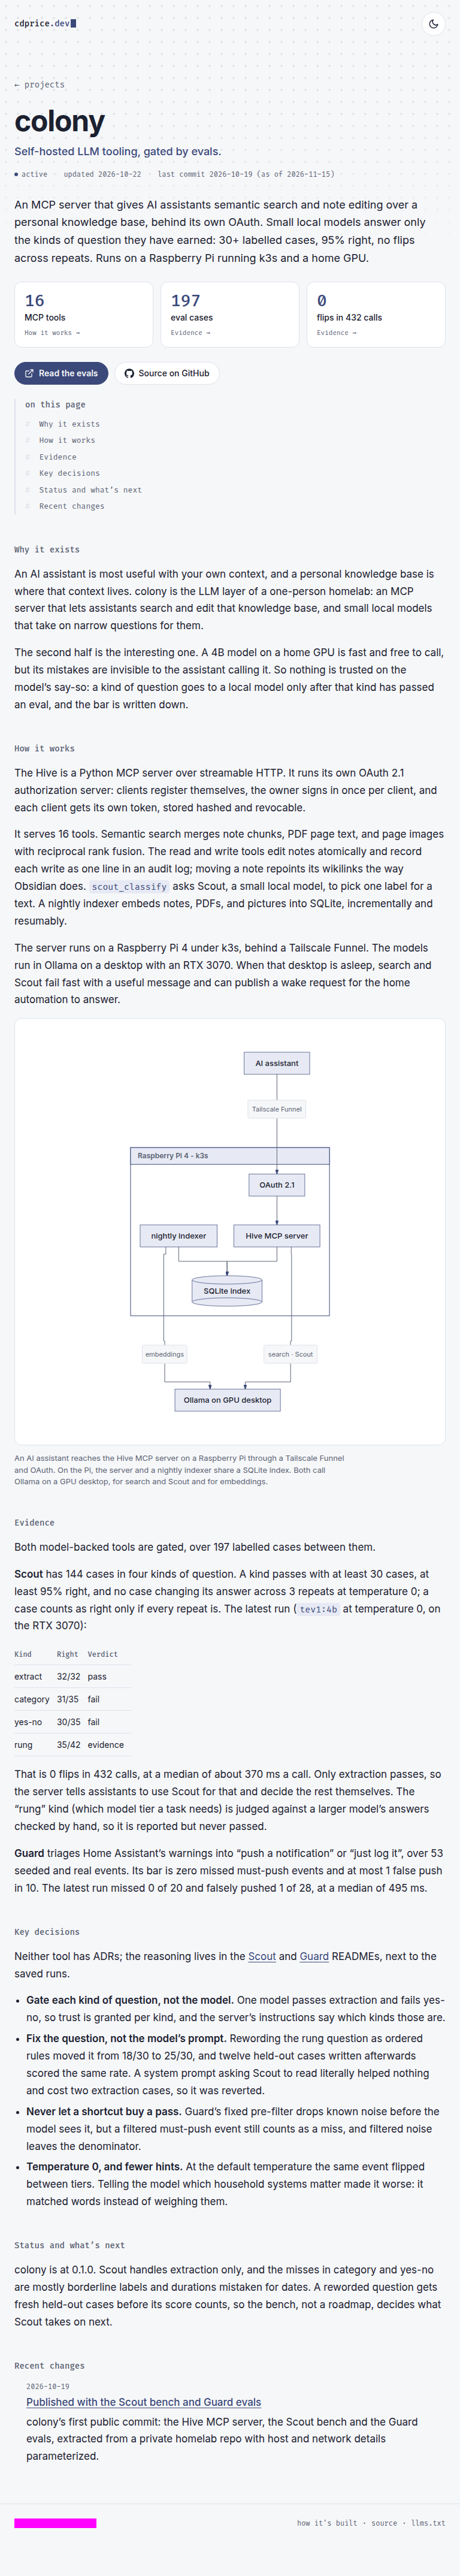 cdprice.dev
← projects
colony
Self-hosted LLM tooling, gated by evals.
active · updated 2026-10-22 · last commit 2026-10-19 (as of 2026-11-15)
An MCP server that gives AI assistants semantic search and note editing over a
personal knowledge base, behind its own OAuth. Small local models answer only
the kinds of question they have earned: 30+ labelled cases, 95% right, no flips
across repeats. Runs on a Raspberry Pi running k3s and a home GPU.
16
MCP tools
How it works →
197
eval cases
Evidence →
0
flips in 432 calls
Evidence →
Read the evals
Source on GitHub
on this page
# Why it exists
# How it works
# Evidence
# Key decisions
# Status and what's next
# Recent changes
Why it exists
An AI assistant is most useful with your own context, and a personal knowledge base is
where that context lives. colony is the LLM layer of a one-person homelab: an MCP
server that lets assistants search and edit that knowledge base, and small local models
that take on narrow questions for them.
The second half is the interesting one. A 4B model on a home GPU is fast and free to call,
but its mistakes are invisible to the assistant calling it. So nothing is trusted on the
model's say-so: a kind of question goes to a local model only after that kind has passed
an eval, and the bar is written down.
How it works
The Hive is a Python MCP server over streamable HTTP. It runs its own OAuth 2.1
authorization server: clients register themselves, the owner signs in once per client, and
each client gets its own token, stored hashed and revocable.
It serves 16 tools. Semantic search merges note chunks, PDF page text, and page images
with reciprocal rank fusion. The read and write tools edit notes atomically and record
each write as one line in an audit log; moving a note repoints its wikilinks the way
Obsidian does. scout_classify asks Scout, a small local model, to pick one label for a
text. A nightly indexer embeds notes, PDFs, and pictures into SQLite, incrementally and
resumably.
The server runs on a Raspberry Pi 4 under k3s, behind a Tailscale Funnel. The models
run in Ollama on a desktop with an RTX 3070. When that desktop is asleep, search and
Scout fail fast with a useful message and can publish a wake request for the home
automation to answer.
AI assistant
Tailscale Funnel
Raspberry Pi 4 - k3s
OAuth 2.1
nightly indexer
Hive MCP server
SQLite index
embeddings
search · Scout
Ollama on GPU desktop
An AI assistant reaches the Hive MCP server on a Raspberry Pi through a Tailscale Funnel
and OAuth. On the Pi, the server and a nightly indexer share a SQLite index. Both call
Ollama on a GPU desktop, for search and Scout and for embeddings.
Evidence
Both model-backed tools are gated, over 197 labelled cases between them.
Scout has 144 cases in four kinds of question. A kind passes with at least 30 cases, at
least 95% right, and no case changing its answer across 3 repeats at temperature 0; a
case counts as right only if every repeat is. The latest run (tev1:4b at temperature 0, on
the RTX 3070):
Kind Right Verdict
extract 32/32 pass
category 31/35 fail
yes-no 30/35 fail
rung 35/42 evidence
That is 0 flips in 432 calls, at a median of about 370 ms a call. Only extraction passes, so
the server tells assistants to use Scout for that and decide the rest themselves. The
“rung” kind (which model tier a task needs) is judged against a larger model's answers
checked by hand, so it is reported but never passed.
Guard triages Home Assistant's warnings into “push a notification” or “just log it”, over 53
seeded and real events. Its bar is zero missed must-push events and at most 1 false push
in 10. The latest run missed 0 of 20 and falsely pushed 1 of 28, at a median of 495 ms.
Key decisions
Neither tool has ADRs; the reasoning lives in the Scout and Guard READMEs, next to the
saved runs.
• Gate each kind of question, not the model. One model passes extraction and fails yes-
no, so trust is granted per kind, and the server's instructions say which kinds those are.
• Fix the question, not the model's prompt. Rewording the rung question as ordered
rules moved it from 18/30 to 25/30, and twelve held-out cases written afterwards
scored the same rate. A system prompt asking Scout to read literally helped nothing
and cost two extraction cases, so it was reverted.
• Never let a shortcut buy a pass. Guard's fixed pre-filter drops known noise before the
model sees it, but a filtered must-push event still counts as a miss, and filtered noise
leaves the denominator.
• Temperature 0, and fewer hints. At the default temperature the same event flipped
between tiers. Telling the model which household systems matter made it worse: it
matched words instead of weighing them.
Status and what's next
colony is at 0.1.0. Scout handles extraction only, and the misses in category and yes-no
are mostly borderline labels and durations mistaken for dates. A reworded question gets
fresh held-out cases before its score counts, so the bench, not a roadmap, decides what
Scout takes on next.
Recent changes
2026-10-19
Published with the Scout bench and Guard evals
colony's first public commit: the Hive MCP server, the Scout bench and the Guard
evals, extracted from a private homelab repo with host and network details
parameterized.
how it's built · source · llms.txt